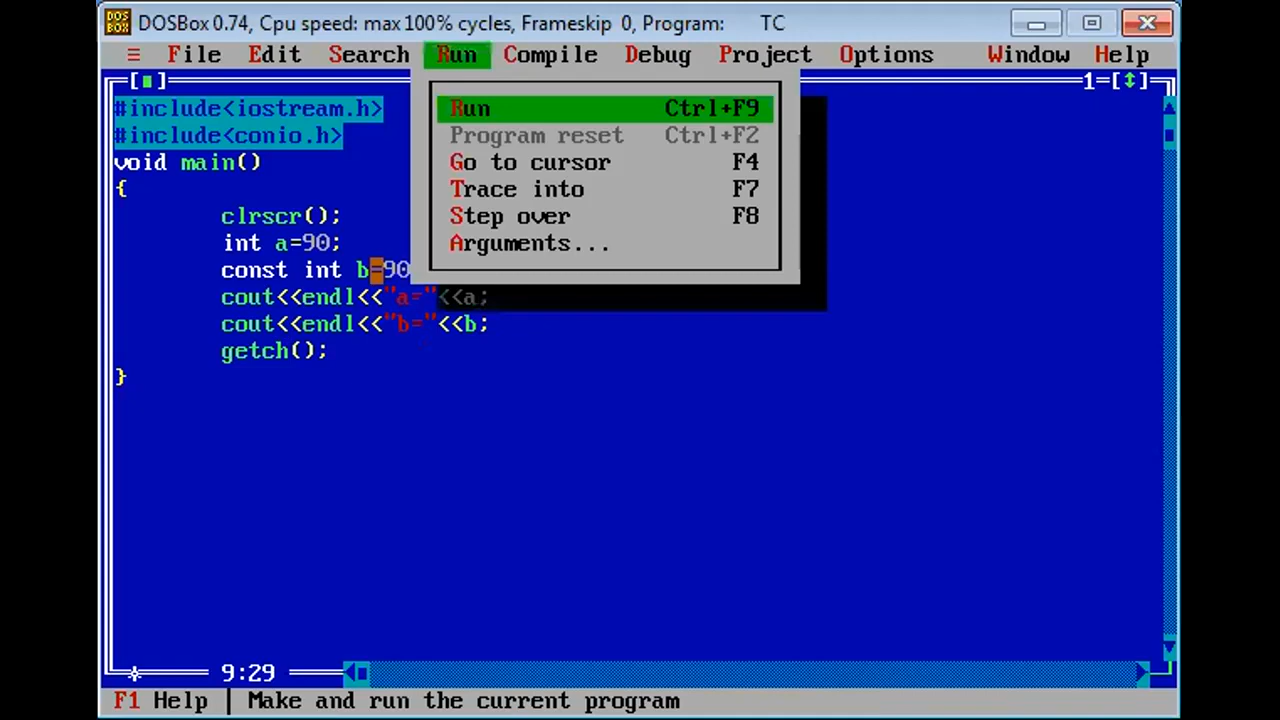 DOS BOX DOSBox 0.74, Cpu speed: max 100% cycles, Frameskip 0, Program: TC
≡ File Edit Search Run Compile Debug Project Options Window Help
[■] 1=[↕]
#include<iostream.h>
#include<conio.h>
void main()
{
clrscr();
int a=90;
const int b=90
cout<<endl<<"a="<<a;
cout<<endl<<"b="<<b;
getch();
}
Run Ctrl+F9
Program reset Ctrl+F2
Go to cursor F4
Trace into F7
Step over F8
Arguments...
9:29
F1 Help | Make and run the current program